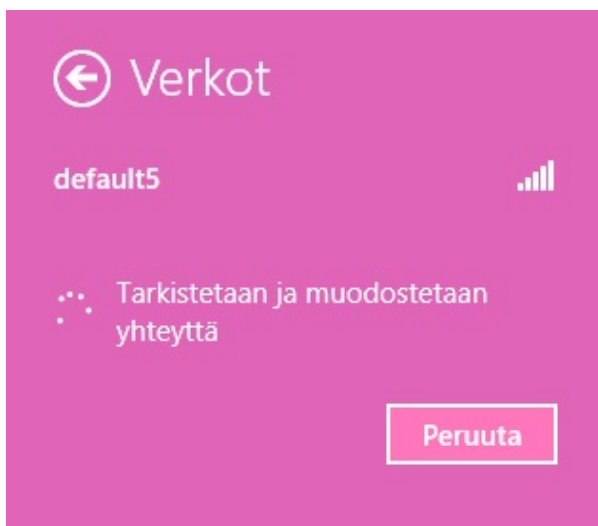 Verkot
default5
Tarkistetaan ja muodostetaan
yhteyttä
Peruuta